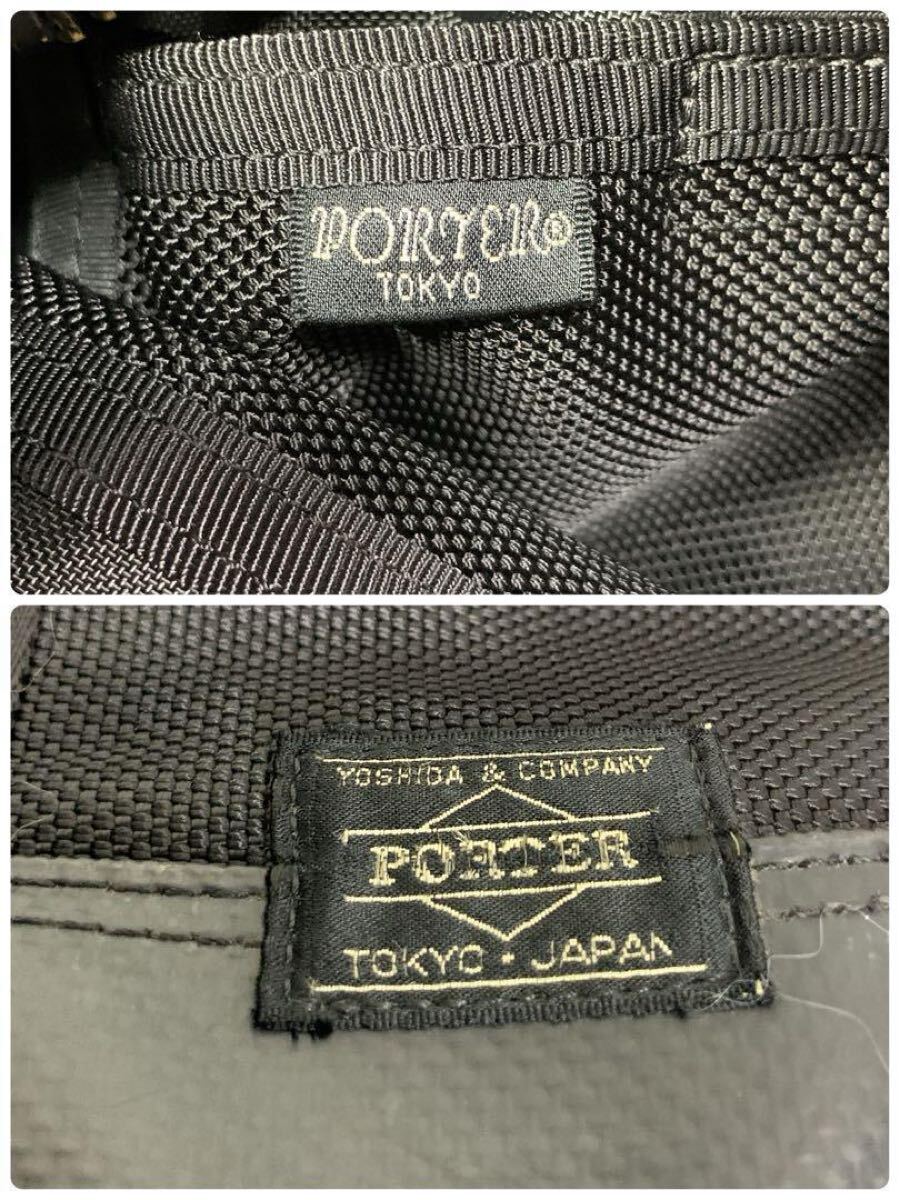 PORTER®
TOKYO
YOSHIDA & COMPANY
PORTER
TOKYO・JAPAN